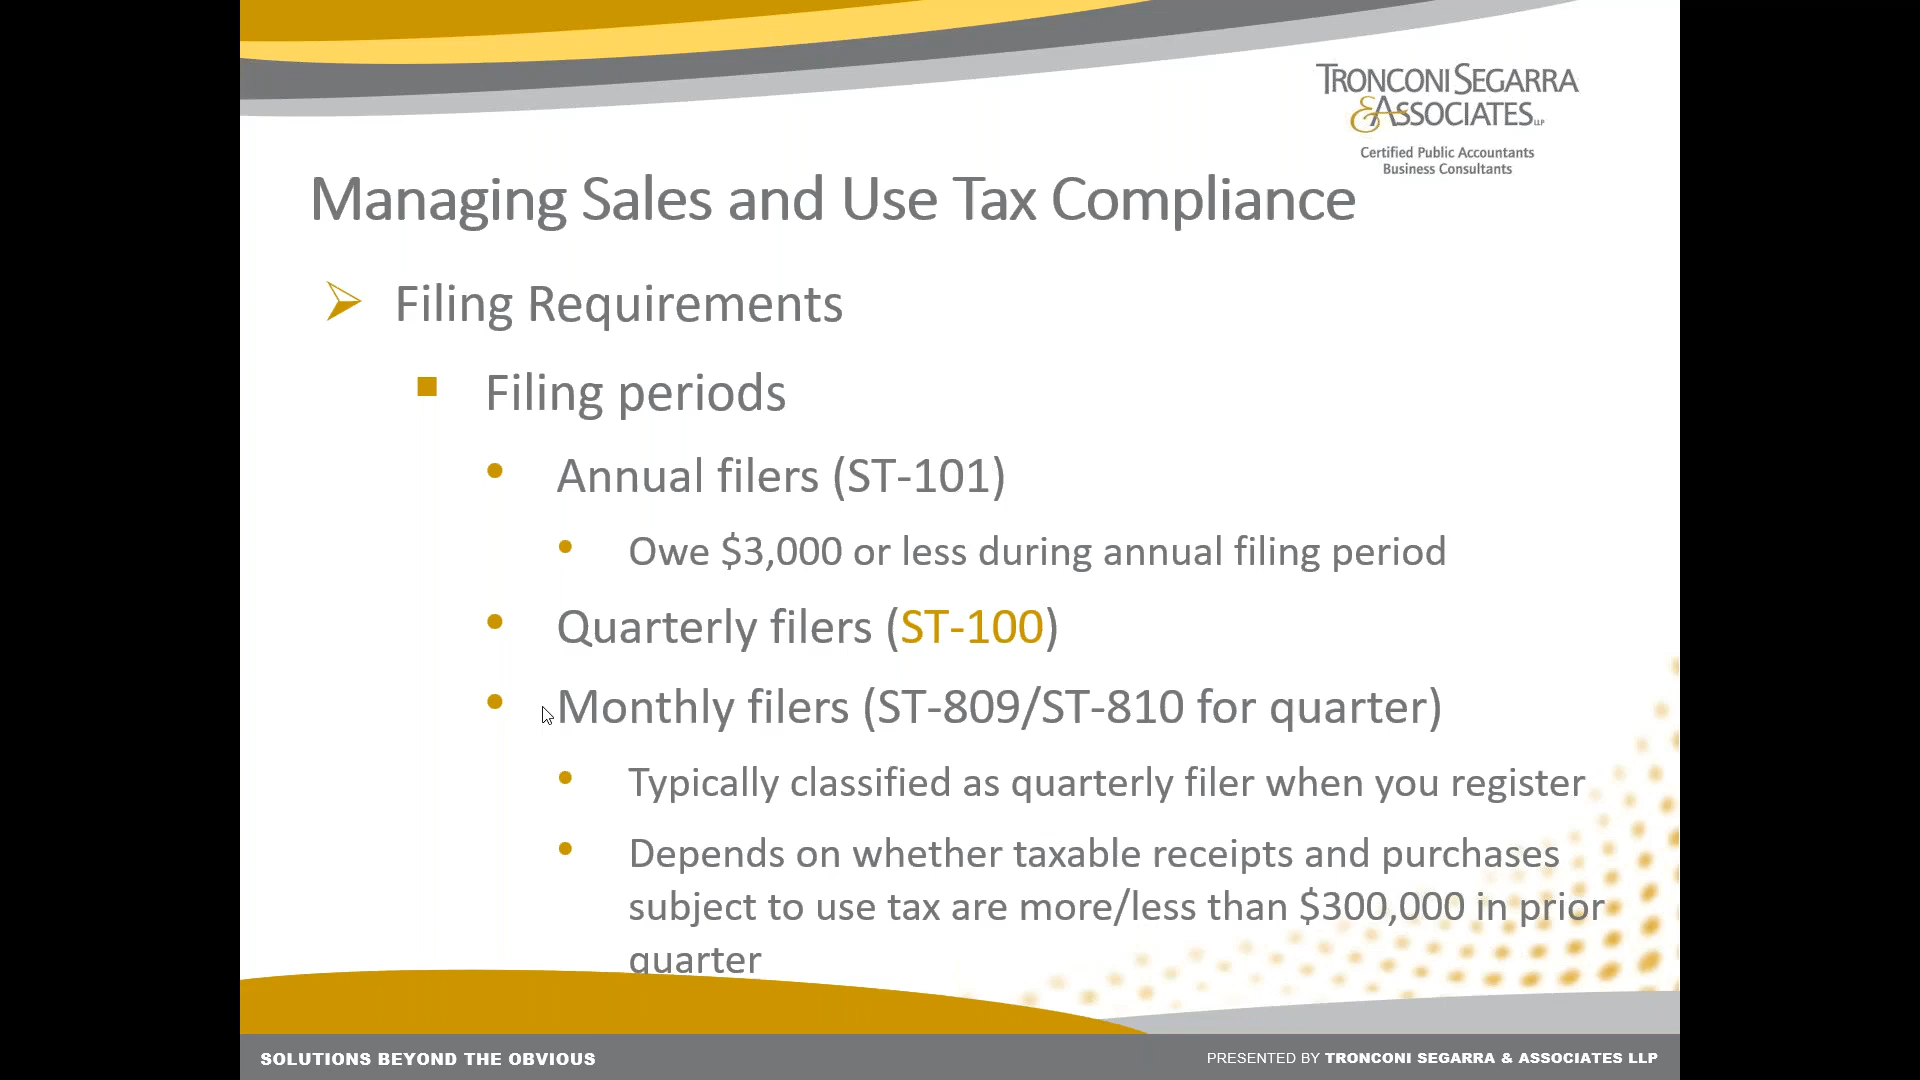 TRONCONI SEGARRA
& ASSOCIATES LLP
Certified Public Accountants
Business Consultants
Managing Sales and Use Tax Compliance
Filing Requirements
Filing periods
Annual filers (ST-101)
Owe $3,000 or less during annual filing period
Quarterly filers (ST-100)
Monthly filers (ST-809/ST-810 for quarter)
Typically classified as quarterly filer when you register
Depends on whether taxable receipts and purchases
subject to use tax are more/less than $300,000 in prior
quarter
SOLUTIONS BEYOND THE OBVIOUS
PRESENTED BY TRONCONI SEGARRA & ASSOCIATES LLP